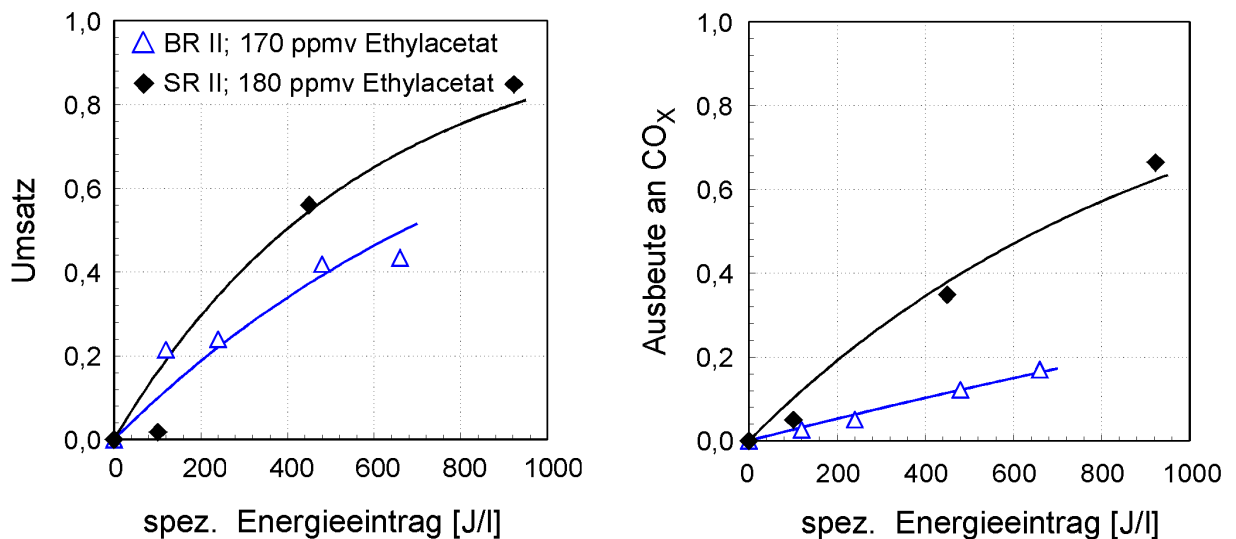 1,0
0,8
0,6
0,4
0,2
0,0
Umsatz
BR II; 170 ppmv Ethylacetat
SR II; 180 ppmv Ethylacetat
0 200 400 600 800 1000
spez. Energieeintrag [J/l]
1,0
0,8
0,6
0,4
0,2
0,0
Ausbeute an COX
0 200 400 600 800 1000
spez. Energieeintrag [J/l]